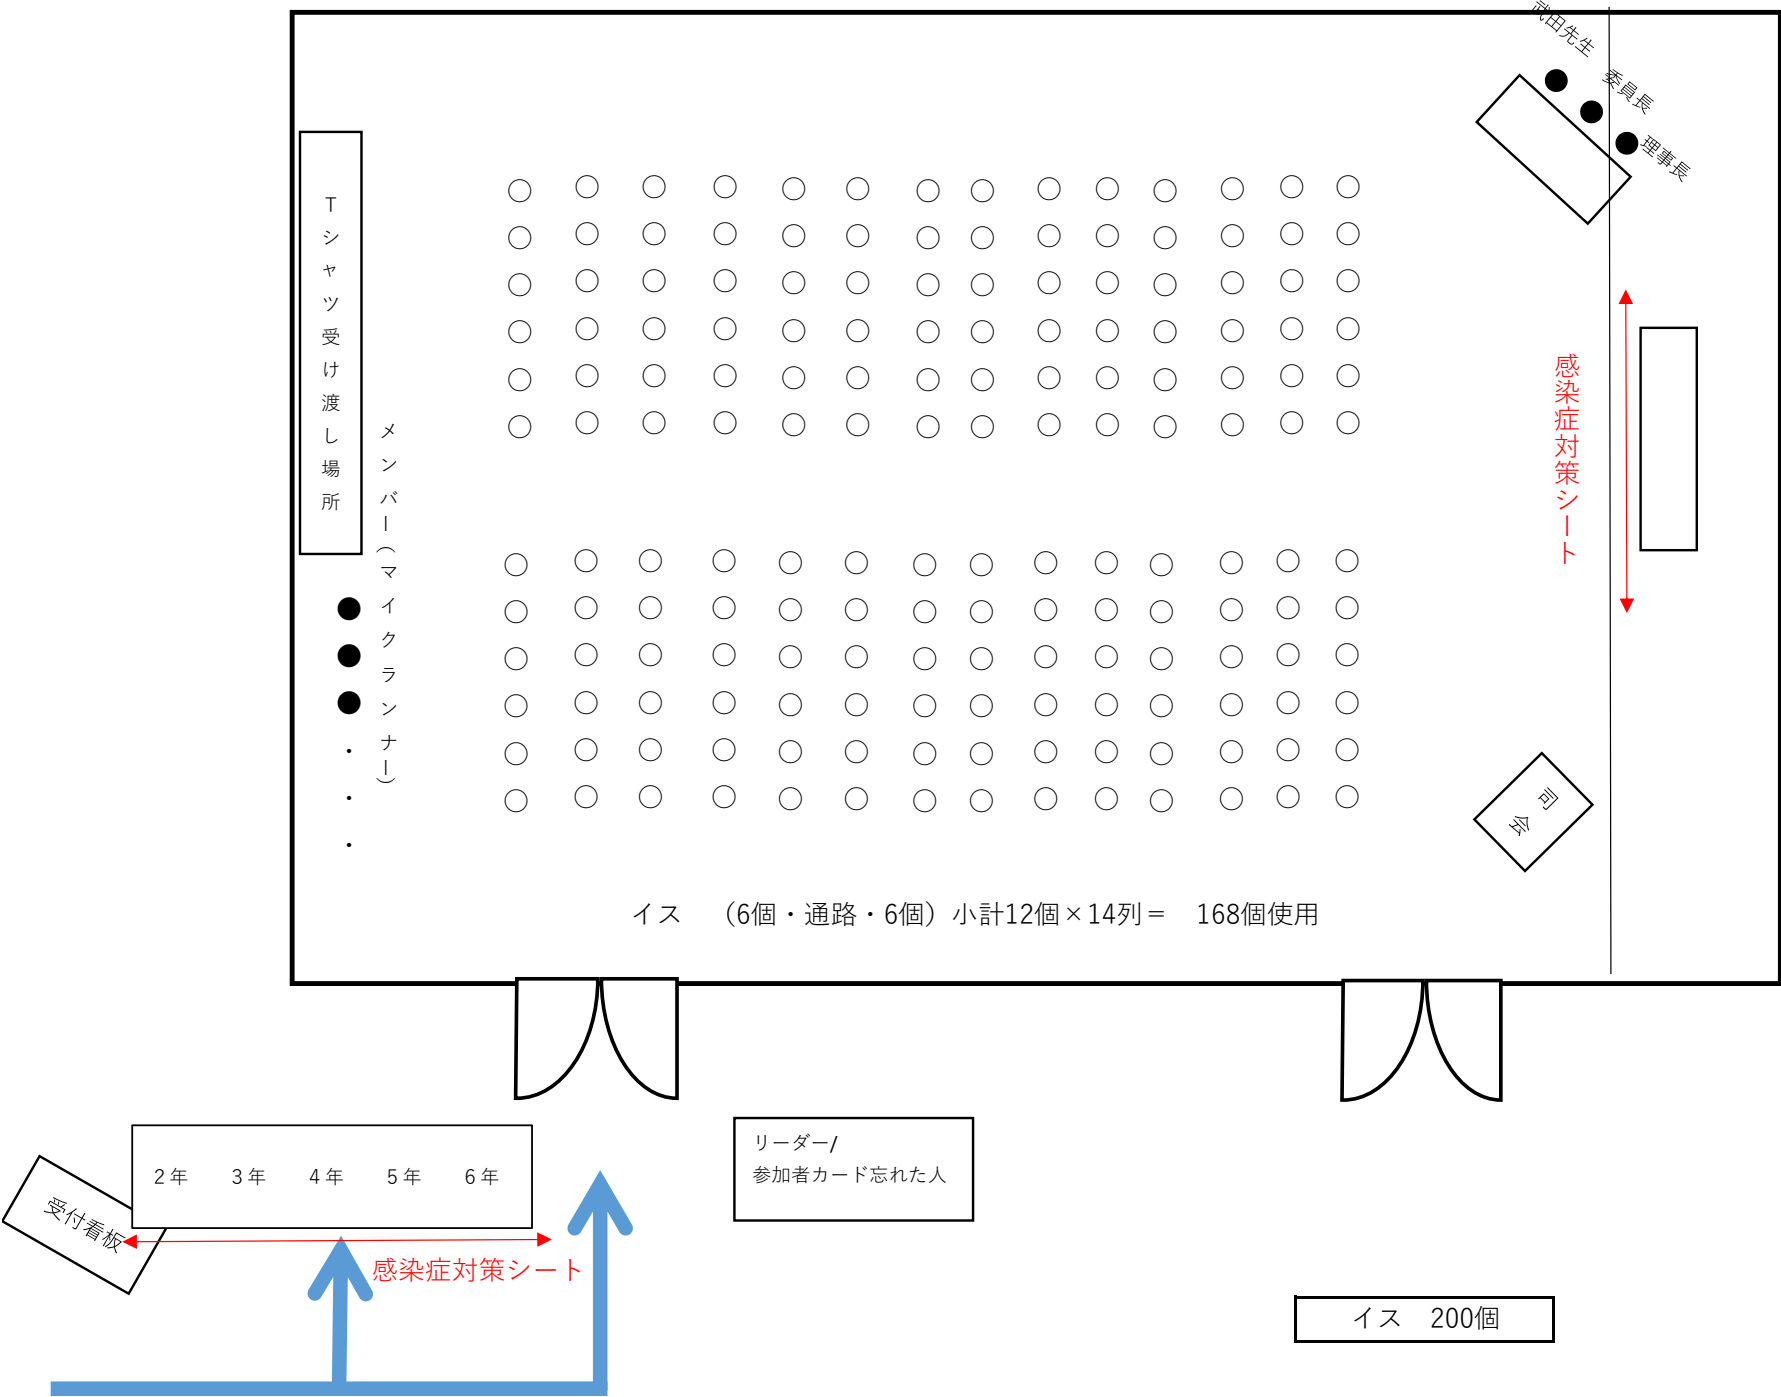 武田先生
委員長
理事長
Tシャツ受け渡し場所
メンバー(マイクランナー)
・
・
・
感染症対策シート
司会
イス　(6個・通路・6個)小計12個×14列=　168個使用
リーダー/
参加者カード忘れた人
2年　3年　4年　5年　6年
受付看板
感染症対策シート
イス　200個